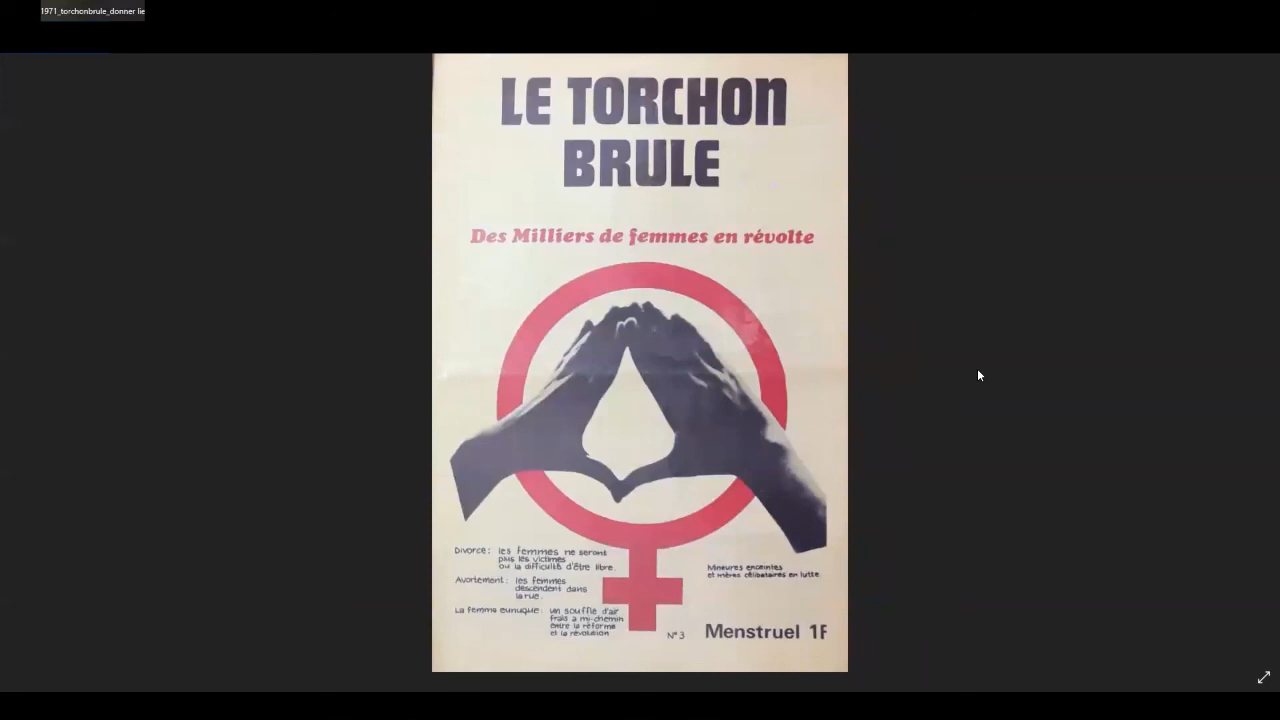 1971_torchonbrule_donner lie
LE TORCHON
BRULE
Des Milliers de femmes en révolte
Divorce : les femmes ne seront
plus les victimes
ou la difficulté d'être libre.
Avortement : les femmes
descendent dans
la rue.
La femme eunuque : un souffle d'air
frais à mi-chemin
entre la réforme
et la révolution
Mineures enceintes
et mères célibataires en lutte
N° 3
Menstruel 1F